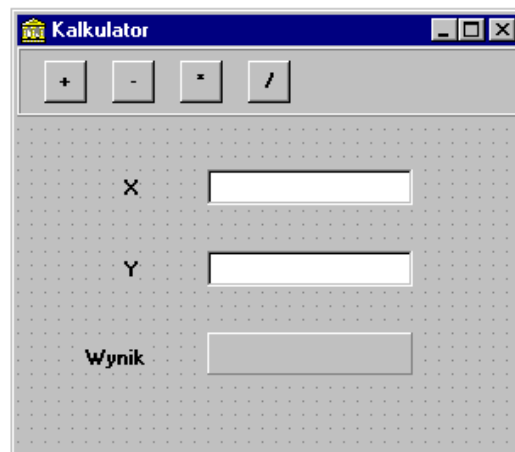 Kalkulator
+ - * /
X
Y
Wynik